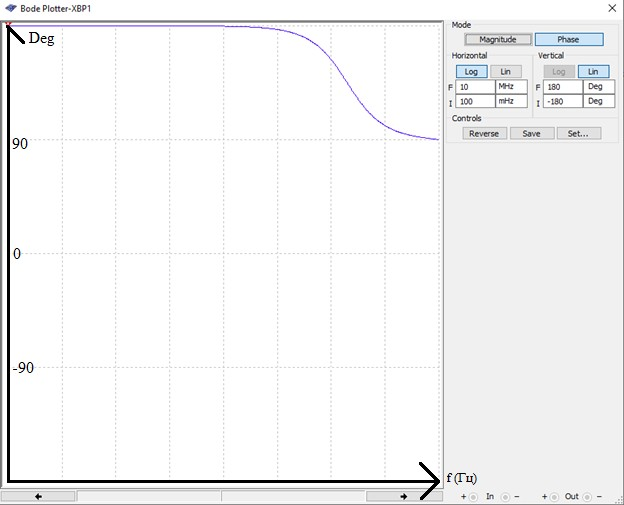 Bode Plotter-XBP1
Deg
90
0
-90
f (Гц)
Mode
Magnitude Phase
Horizontal Vertical
Log Lin Log Lin
F 10 MHz F 180 Deg
I 100 mHz I -180 Deg
Controls
Reverse Save Set...
+ In - + Out -